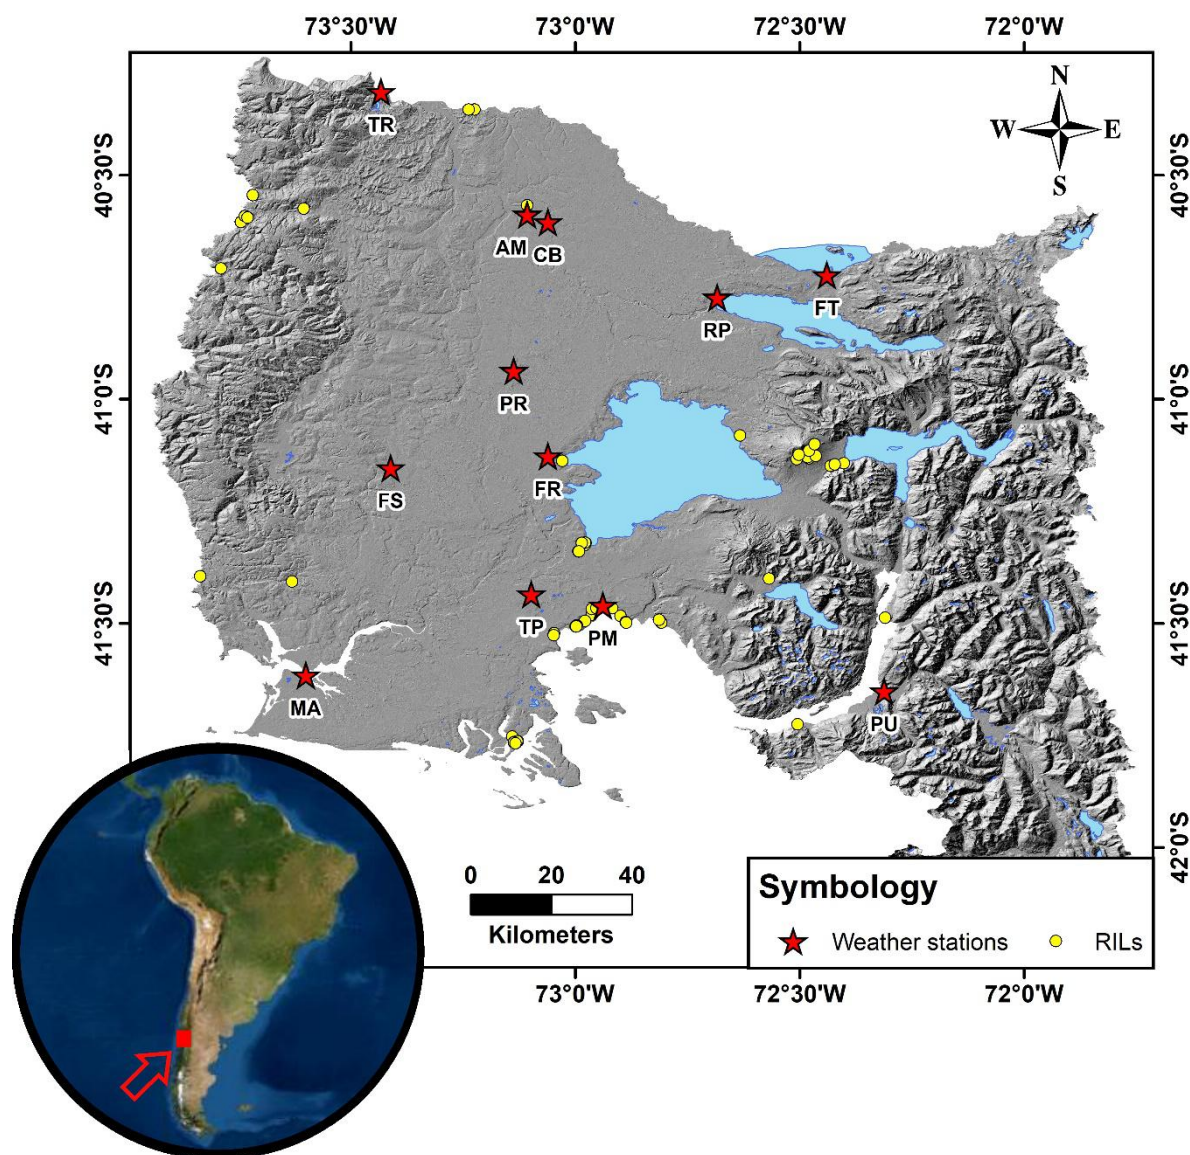 73°30'W 73°0'W 72°30'W 72°0'W
N
W E
S
40°30'S 40°30'S
41°0'S 41°0'S
41°30'S 41°30'S
42°0'S
TR
AM
CB
FT
RP
PR
FS
FR
TP
PM
MA
PU
0 20 40
Kilometers
Symbology
Weather stations RILs
73°0'W 72°30'W 72°0'W